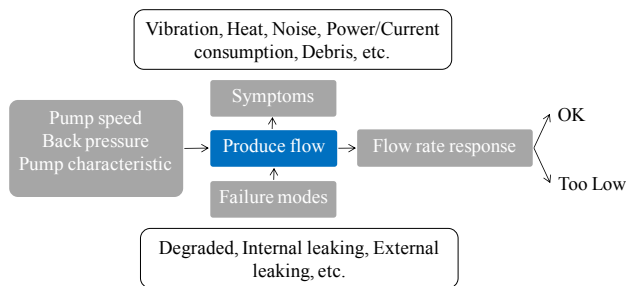 Vibration, Heat, Noise, Power/Current
consumption, Debris, etc.
Symptoms
Pump speed
Back pressure
Pump characteristic
Produce flow
Flow rate response
OK
Too Low
Failure modes
Degraded, Internal leaking, External
leaking, etc.